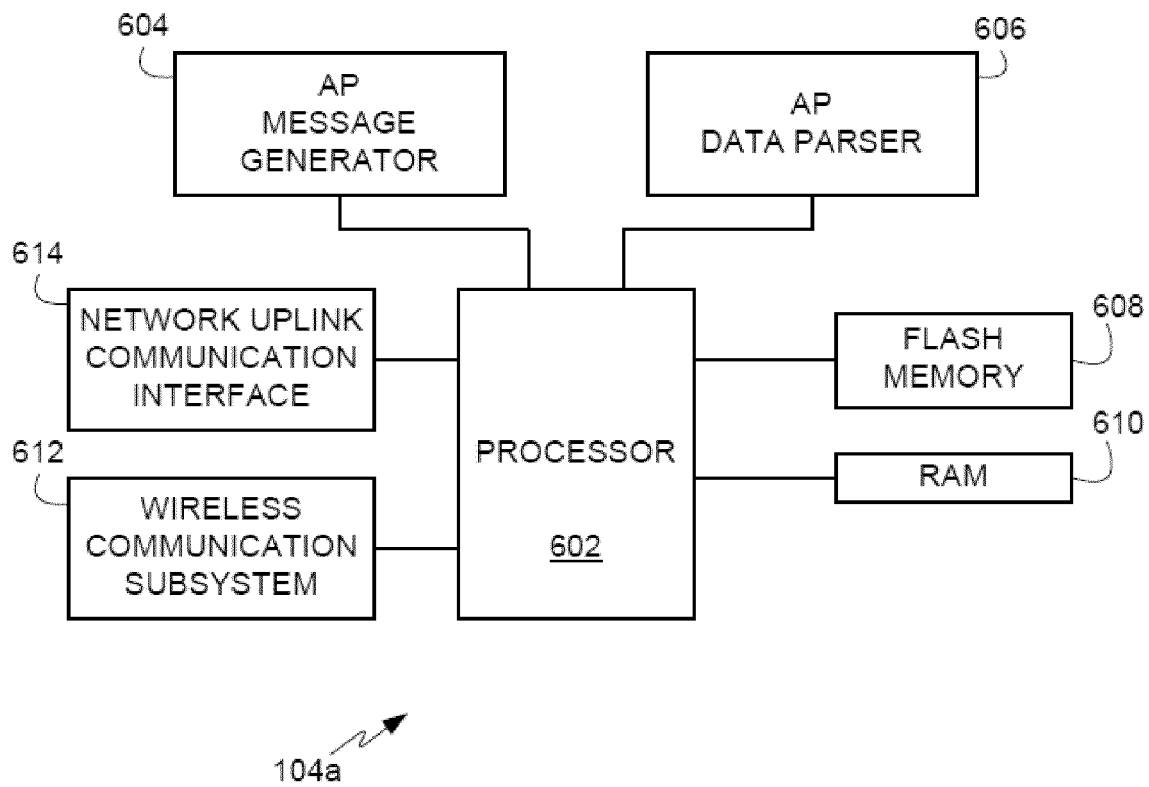 604
AP
MESSAGE
GENERATOR
606
AP
DATA PARSER
614
NETWORK UPLINK
COMMUNICATION
INTERFACE
612
WIRELESS
COMMUNICATION
SUBSYSTEM
PROCESSOR
602
608
FLASH
MEMORY
610
RAM
104a